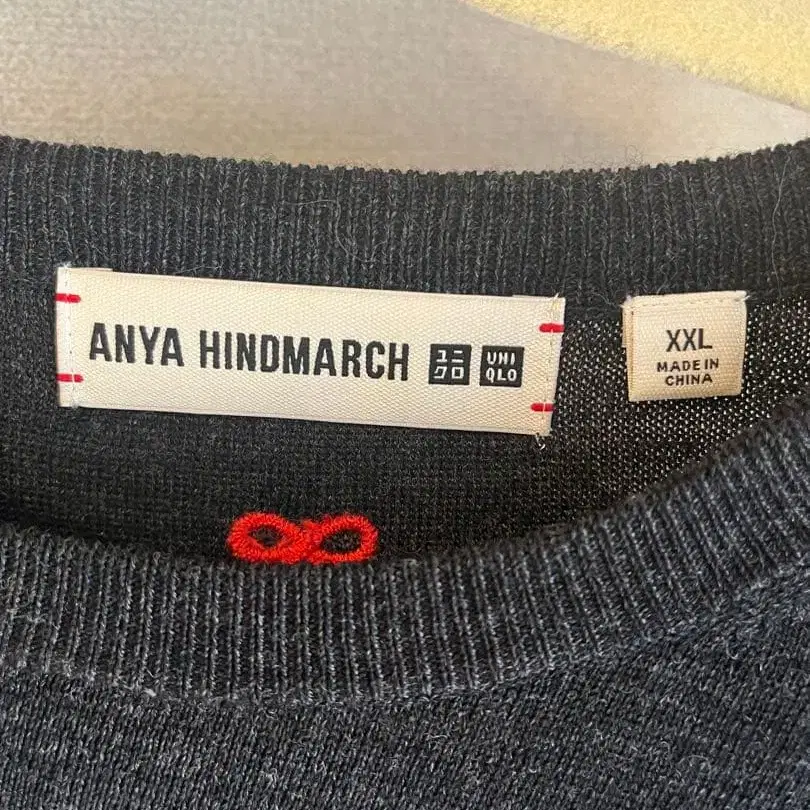 ANYA HINDMARCH ユニ UNI
クロ QLO
XXL
MADE IN
CHINA